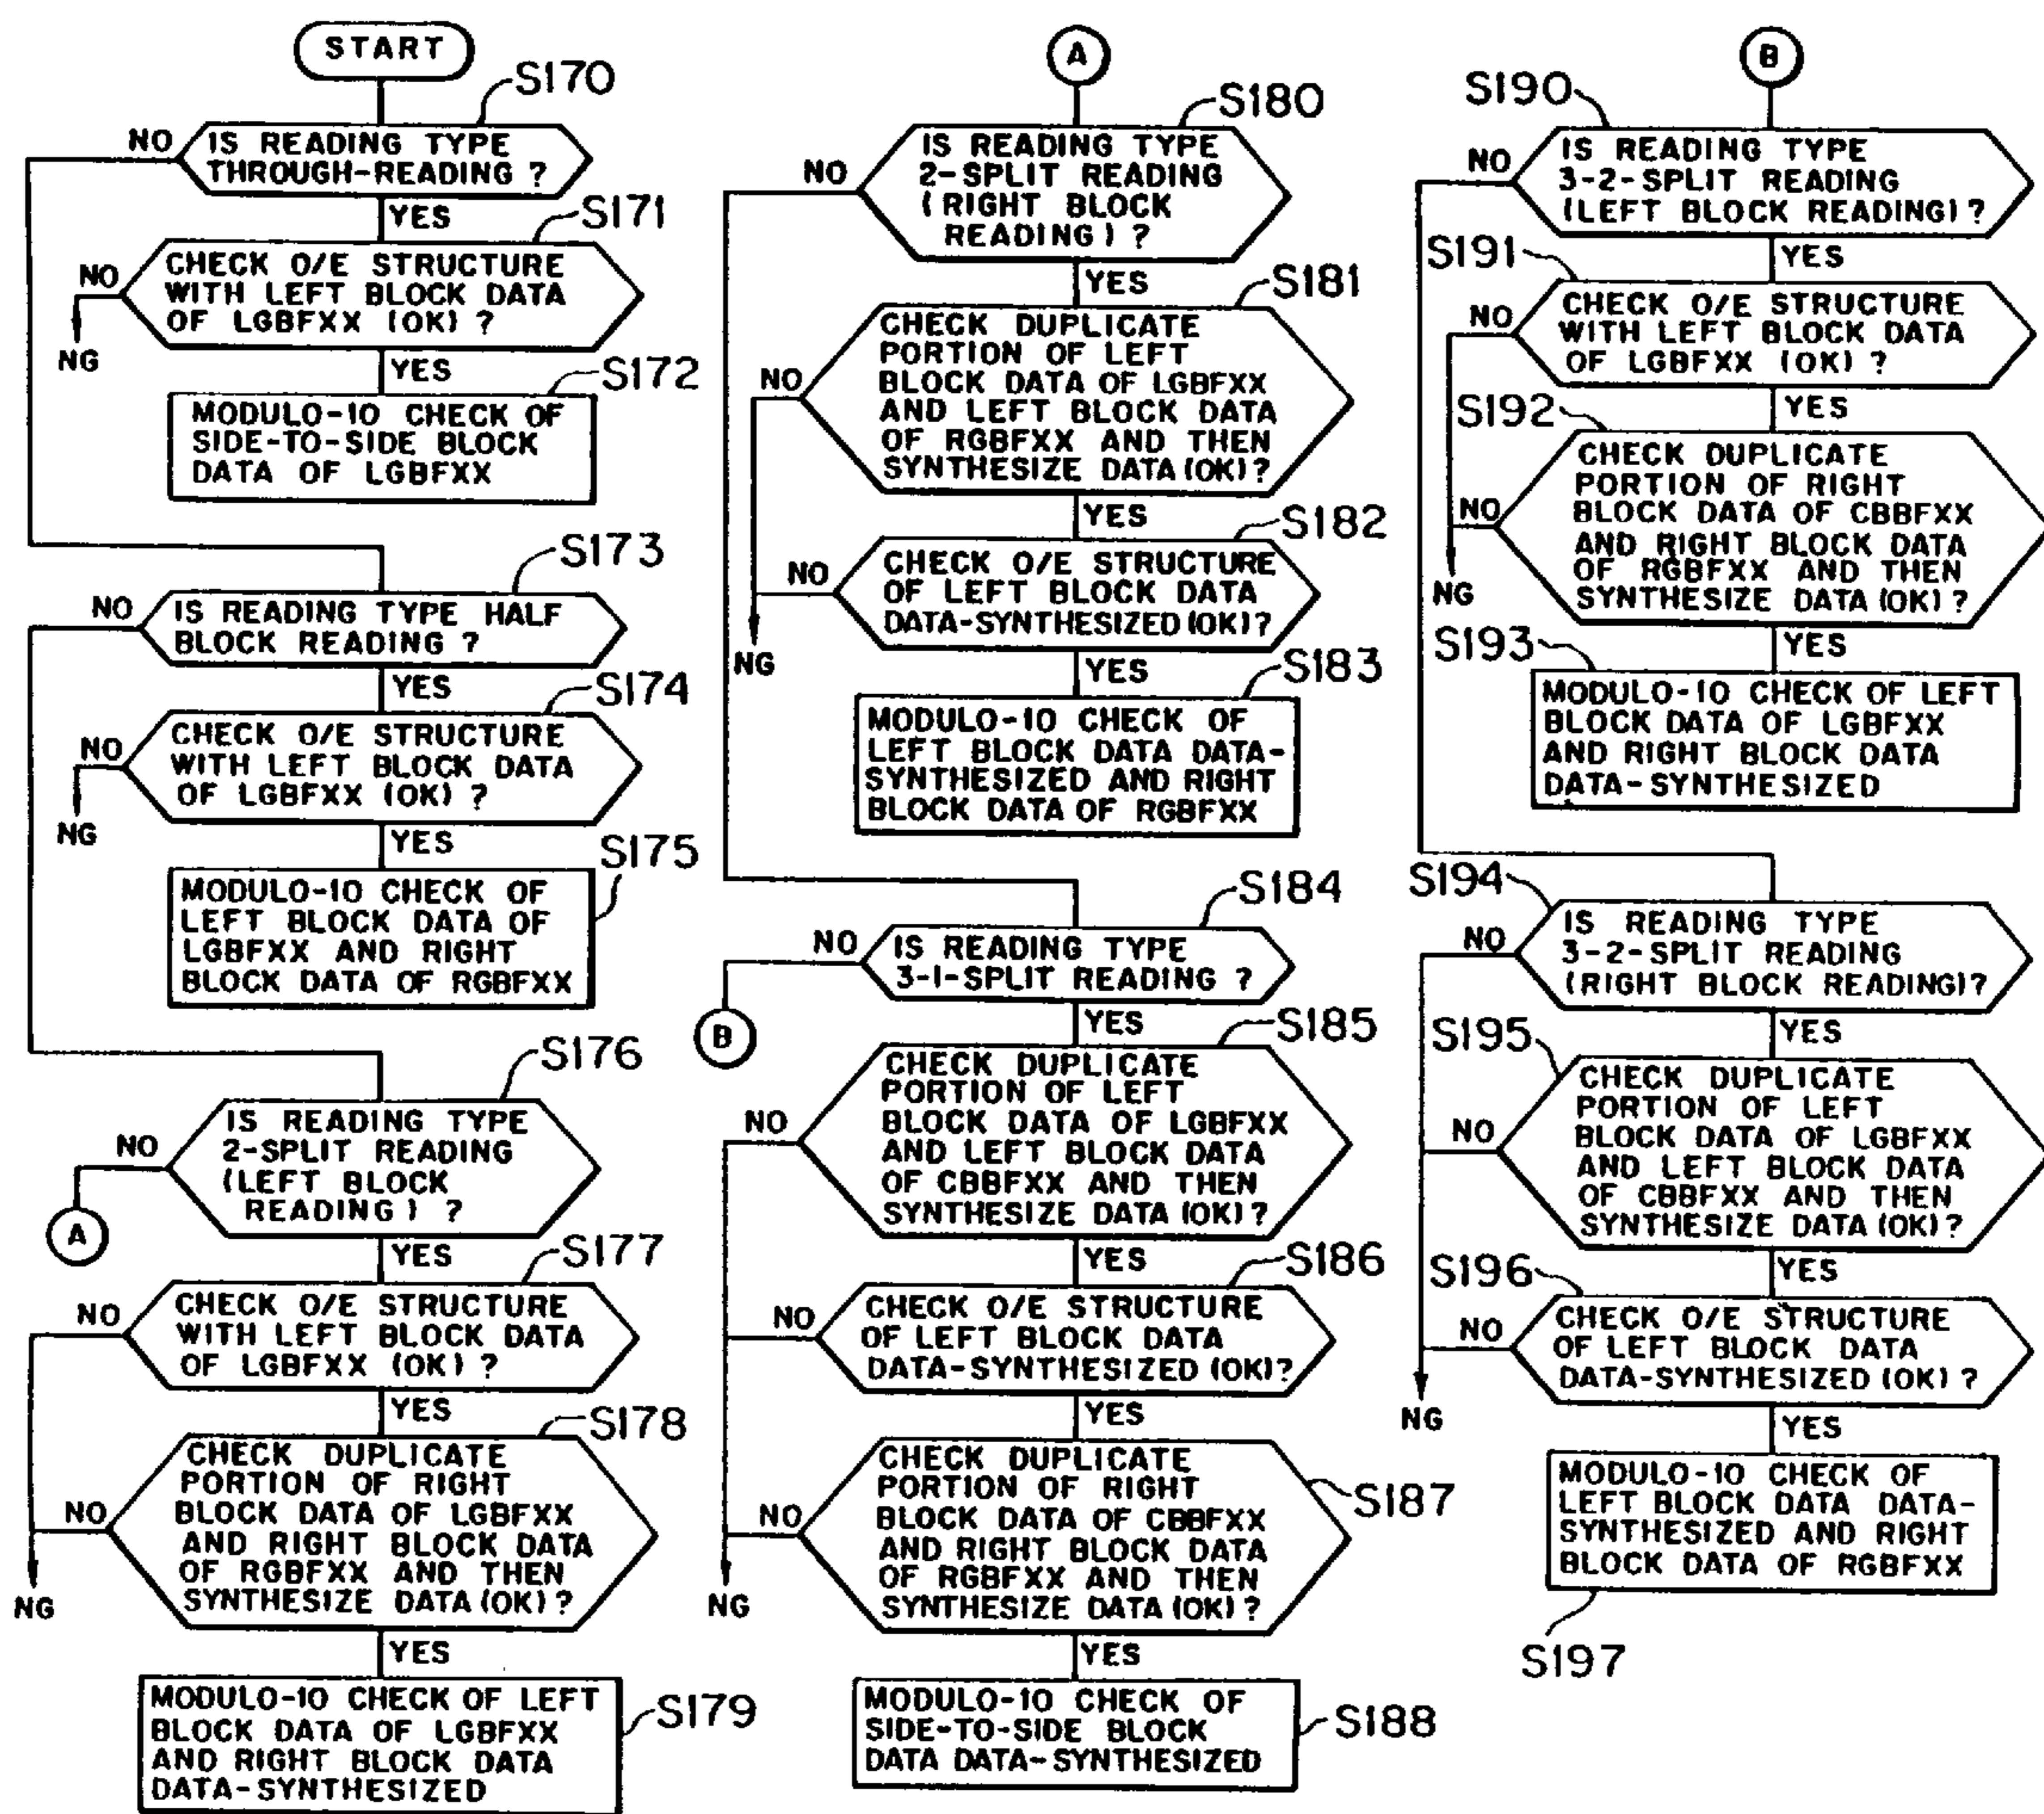 START
S170
NO
IS READING TYPE
THROUGH-READING ?
YES
S171
NO
CHECK O/E STRUCTURE
WITH LEFT BLOCK DATA
OF LGBFXX (OK) ?
NG
YES
S172
MODULO-10 CHECK OF
SIDE-TO-SIDE BLOCK
DATA OF LGBFXX
S173
NO
IS READING TYPE HALF
BLOCK READING ?
YES
S174
NO
CHECK O/E STRUCTURE
WITH LEFT BLOCK DATA
OF LGBFXX (OK) ?
NG
YES
S175
MODULO-10 CHECK OF
LEFT BLOCK DATA OF
LGBFXX AND RIGHT
BLOCK DATA OF RGBFXX
S176
NO
IS READING TYPE
2-SPLIT READING
(LEFT BLOCK
READING) ?
A
YES
S177
NO
CHECK O/E STRUCTURE
WITH LEFT BLOCK DATA
OF LGBFXX (OK) ?
YES
S178
NO
CHECK DUPLICATE
PORTION OF RIGHT
BLOCK DATA OF LGBFXX
AND RIGHT BLOCK DATA
OF RGBFXX AND THEN
SYNTHESIZE DATA (OK) ?
NG
YES
MODULO-10 CHECK OF LEFT
BLOCK DATA OF LGBFXX
AND RIGHT BLOCK DATA
DATA-SYNTHESIZED
S179
A
S180
NO
IS READING TYPE
2-SPLIT READING
(RIGHT BLOCK
READING) ?
YES
S181
NO
CHECK DUPLICATE
PORTION OF LEFT
BLOCK DATA OF LGBFXX
AND LEFT BLOCK DATA
OF RGBFXX AND THEN
SYNTHESIZE DATA (OK) ?
YES
S182
NO
CHECK O/E STRUCTURE
OF LEFT BLOCK DATA
DATA-SYNTHESIZED (OK) ?
NG
YES
S183
MODULO-10 CHECK OF
LEFT BLOCK DATA DATA-
SYNTHESIZED AND RIGHT
BLOCK DATA OF RGBFXX
S184
NO
IS READING TYPE
3-1-SPLIT READING ?
B
YES
S185
NO
CHECK DUPLICATE
PORTION OF LEFT
BLOCK DATA OF LGBFXX
AND LEFT BLOCK DATA
OF CBBFXX AND THEN
SYNTHESIZE DATA (OK) ?
YES
S186
NO
CHECK O/E STRUCTURE
OF LEFT BLOCK DATA
DATA-SYNTHESIZED (OK) ?
YES
NO
CHECK DUPLICATE
PORTION OF RIGHT
BLOCK DATA OF CBBFXX
AND RIGHT BLOCK DATA
OF RGBFXX AND THEN
SYNTHESIZE DATA (OK) ?
S187
NG
YES
MODULO-10 CHECK OF
SIDE-TO-SIDE BLOCK
DATA DATA-SYNTHESIZED
S188
B
S190
NO
IS READING TYPE
3-2-SPLIT READING
(LEFT BLOCK READING) ?
YES
S191
NO
CHECK O/E STRUCTURE
WITH LEFT BLOCK DATA
OF LGBFXX (OK) ?
YES
S192
NO
CHECK DUPLICATE
PORTION OF RIGHT
BLOCK DATA OF CBBFXX
AND RIGHT BLOCK DATA
OF RGBFXX AND THEN
SYNTHESIZE DATA (OK) ?
NG
YES
S193
MODULO-10 CHECK OF LEFT
BLOCK DATA OF LGBFXX
AND RIGHT BLOCK DATA
DATA-SYNTHESIZED
S194
NO
IS READING TYPE
3-2-SPLIT READING
(RIGHT BLOCK READING) ?
YES
S195
NO
CHECK DUPLICATE
PORTION OF LEFT
BLOCK DATA OF LGBFXX
AND LEFT BLOCK DATA
OF CBBFXX AND THEN
SYNTHESIZE DATA (OK) ?
YES
S196
NO
CHECK O/E STRUCTURE
OF LEFT BLOCK DATA
DATA-SYNTHESIZED (OK) ?
NG
YES
MODULO-10 CHECK OF
LEFT BLOCK DATA DATA-
SYNTHESIZED AND RIGHT
BLOCK DATA OF RGBFXX
S197